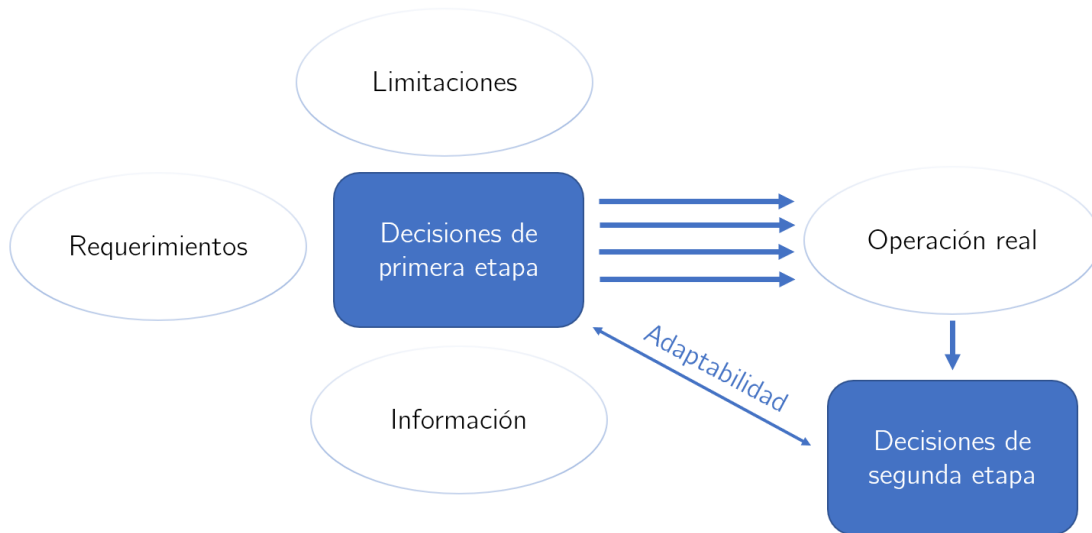 Limitaciones
Requerimientos
Decisiones de
primera etapa
Operación real
Adaptabilidad
Información
Decisiones de
segunda etapa